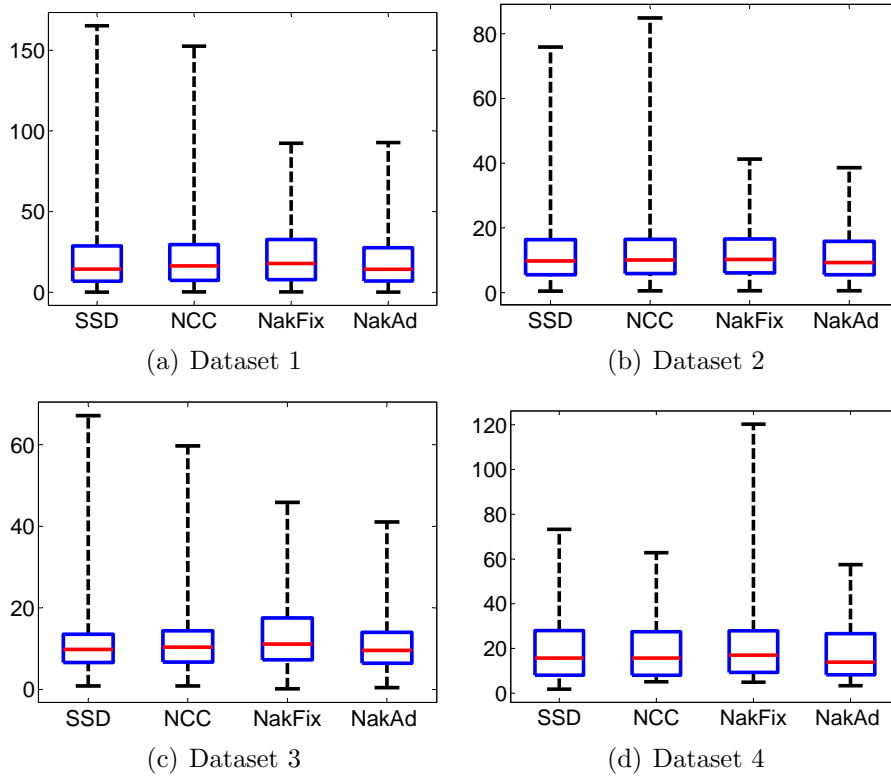 150
100
50
0
SSD NCC NakFix NakAd
(a) Dataset 1
80
60
40
20
0
SSD NCC NakFix NakAd
(b) Dataset 2
60
40
20
0
SSD NCC NakFix NakAd
(c) Dataset 3
120
100
80
60
40
20
0
SSD NCC NakFix NakAd
(d) Dataset 4